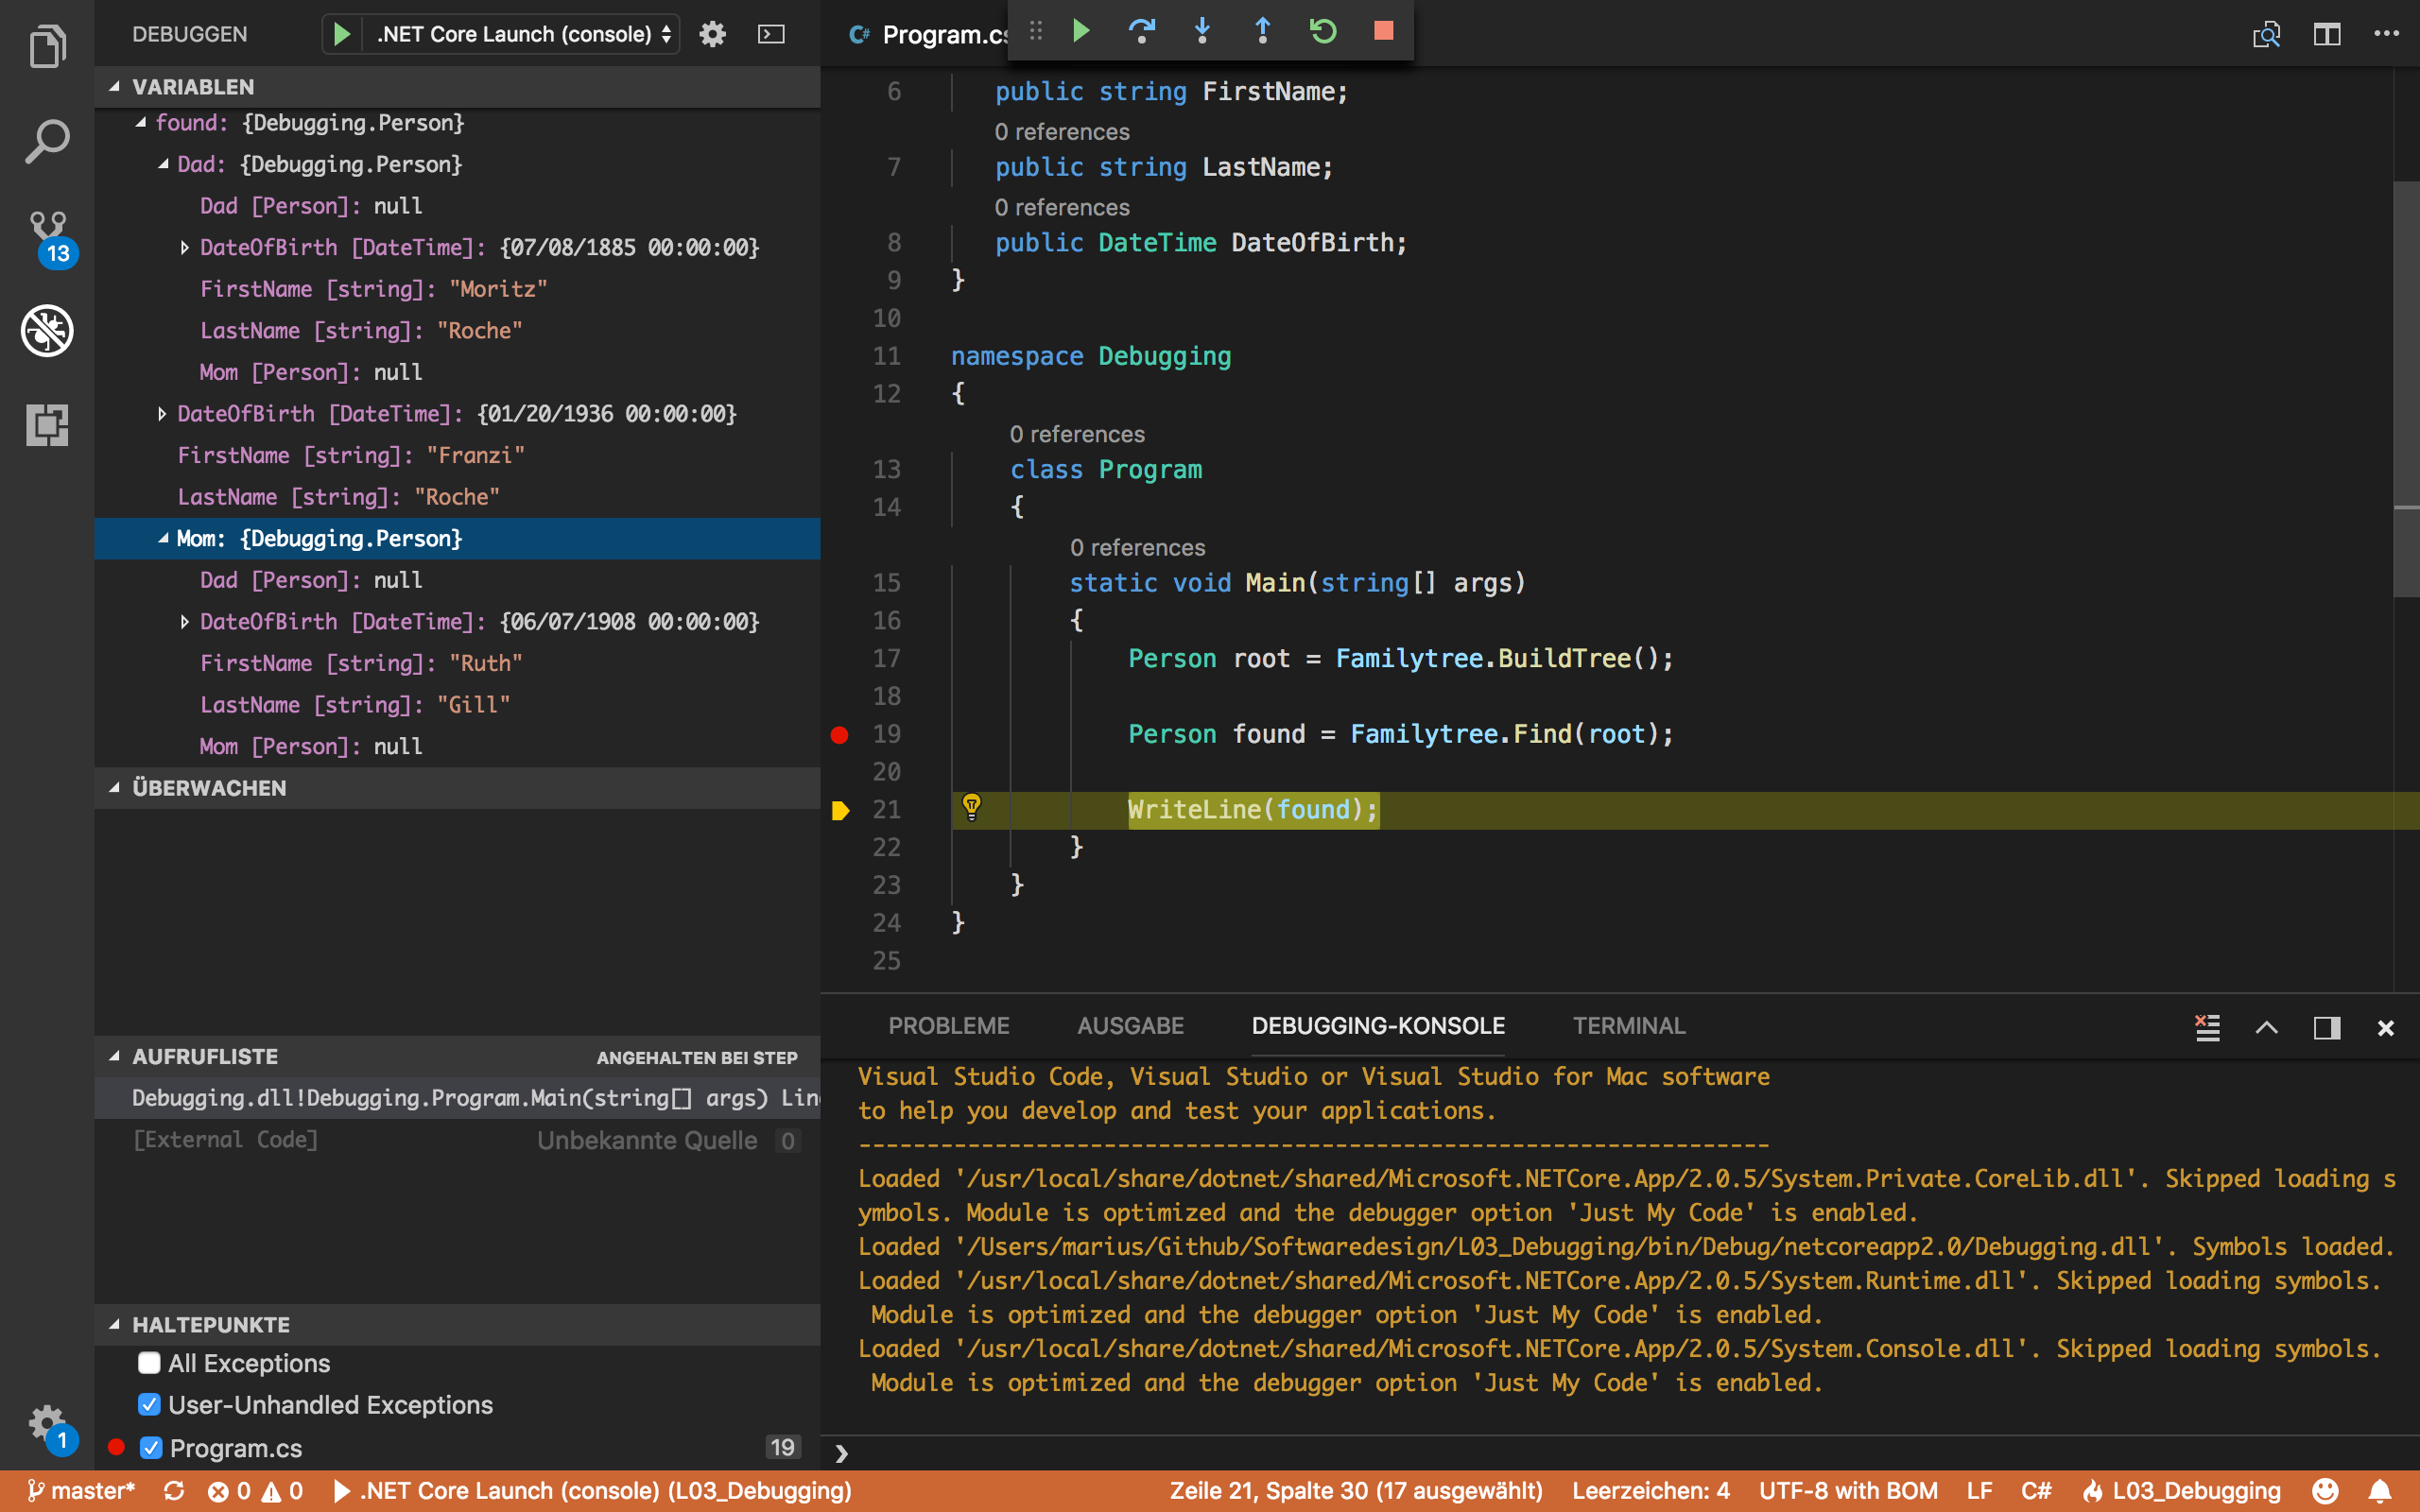 DEBUGGEN
.NET Core Launch (console)
VARIABLEN
found: {Debugging.Person}
Dad: {Debugging.Person}
Dad [Person]: null
DateOfBirth [DateTime]: {07/08/1885 00:00:00}
FirstName [string]: "Moritz"
LastName [string]: "Roche"
Mom [Person]: null
DateOfBirth [DateTime]: {01/20/1936 00:00:00}
FirstName [string]: "Franzi"
LastName [string]: "Roche"
Mom: {Debugging.Person}
Dad [Person]: null
DateOfBirth [DateTime]: {06/07/1908 00:00:00}
FirstName [string]: "Ruth"
LastName [string]: "Gill"
Mom [Person]: null
ÜBERWACHEN
AUFRUFLISTE ANGEHALTEN BEI STEP
Debugging.dll!Debugging.Program.Main(string[] args) Lin
[External Code] Unbekannte Quelle 0
HALTEPUNKTE
All Exceptions
User-Unhandled Exceptions
Program.cs 19
13
1
C# Program.cs
6 public string FirstName;
0 references
7 public string LastName;
0 references
8 public DateTime DateOfBirth;
9 }
10
11 namespace Debugging
12 {
0 references
13 class Program
14 {
0 references
15 static void Main(string[] args)
16 {
17 Person root = Familytree.BuildTree();
18
19 Person found = Familytree.Find(root);
20
21 WriteLine(found);
22 }
23 }
24 }
25
PROBLEME AUSGABE DEBUGGING-KONSOLE TERMINAL
Visual Studio Code, Visual Studio or Visual Studio for Mac software
to help you develop and test your applications.
-------------------------------------------------------------------
Loaded '/usr/local/share/dotnet/shared/Microsoft.NETCore.App/2.0.5/System.Private.CoreLib.dll'. Skipped loading s
ymbols. Module is optimized and the debugger option 'Just My Code' is enabled.
Loaded '/Users/marius/Github/Softwaredesign/L03_Debugging/bin/Debug/netcoreapp2.0/Debugging.dll'. Symbols loaded.
Loaded '/usr/local/share/dotnet/shared/Microsoft.NETCore.App/2.0.5/System.Runtime.dll'. Skipped loading symbols.
Module is optimized and the debugger option 'Just My Code' is enabled.
Loaded '/usr/local/share/dotnet/shared/Microsoft.NETCore.App/2.0.5/System.Console.dll'. Skipped loading symbols.
Module is optimized and the debugger option 'Just My Code' is enabled.
master* 0 0 .NET Core Launch (console) (L03_Debugging) Zeile 21, Spalte 30 (17 ausgewählt) Leerzeichen: 4 UTF-8 with BOM LF C# L03_Debugging